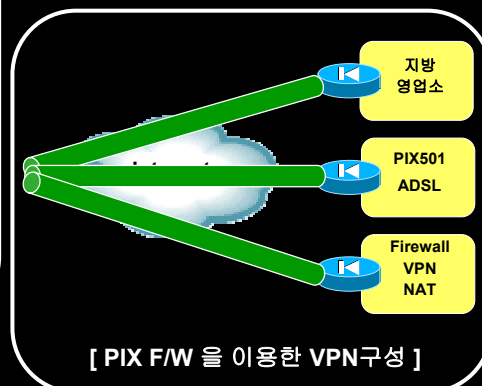 지방
영업소
PIX501
ADSL
Firewall
VPN
NAT
[ PIX F/W 을 이용한 VPN구성 ]